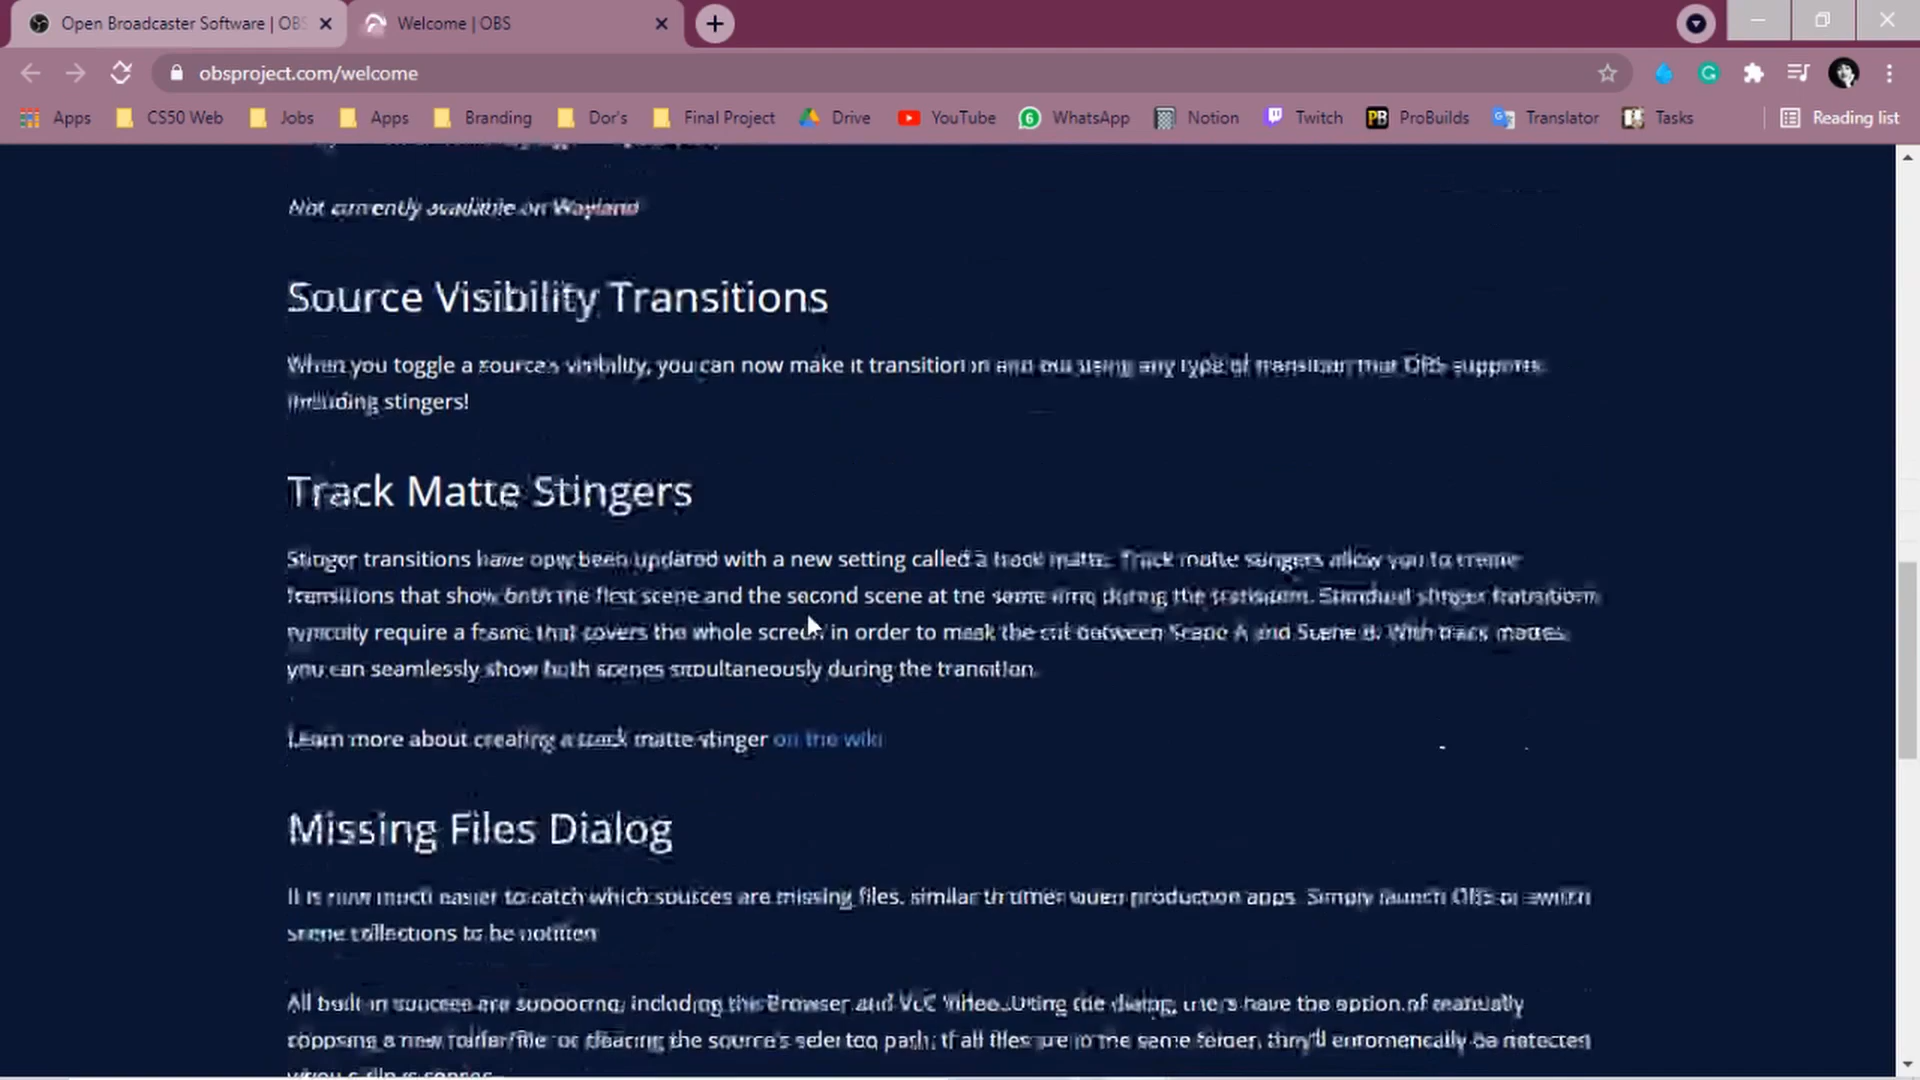 Open Broadcaster Software | OBS
Welcome | OBS
obsproject.com/welcome
Apps
CS50 Web
Jobs
Apps
Branding
Dor's
Final Project
Drive
YouTube
6
WhatsApp
Notion
Twitch
PB
ProBuilds
Translator
Tasks
Reading list
Not currently available on Wayland
Source Visibility Transitions
When you toggle a source's visibility, you can now make it transition in and out using any type of transition that OBS supports
including stingers!
Track Matte Stingers
Stinger transitions have now been updated with a new setting called a track matte. Track matte stingers allow you to create
transitions that show both the first scene and the second scene at the same time during the transition. Standard stinger transitions
typically require a frame that covers the whole screen in order to mask the cut between Scene A and Scene B. With track mattes,
you can seamlessly show both scenes simultaneously during the transition.
Learn more about creating a track matte stinger on the wiki
Missing Files Dialog
It is now much easier to catch which sources are missing files, similar to other video production apps. Simply launch OBS or switch
scene collections to be notified
All built in sources are supported, including the Browser and VLC Video. Using the dialog, users have the option of manually
choosing a new folder/file or clearing the source's selected path; if all files are in the same folder, they'll automatically be detected